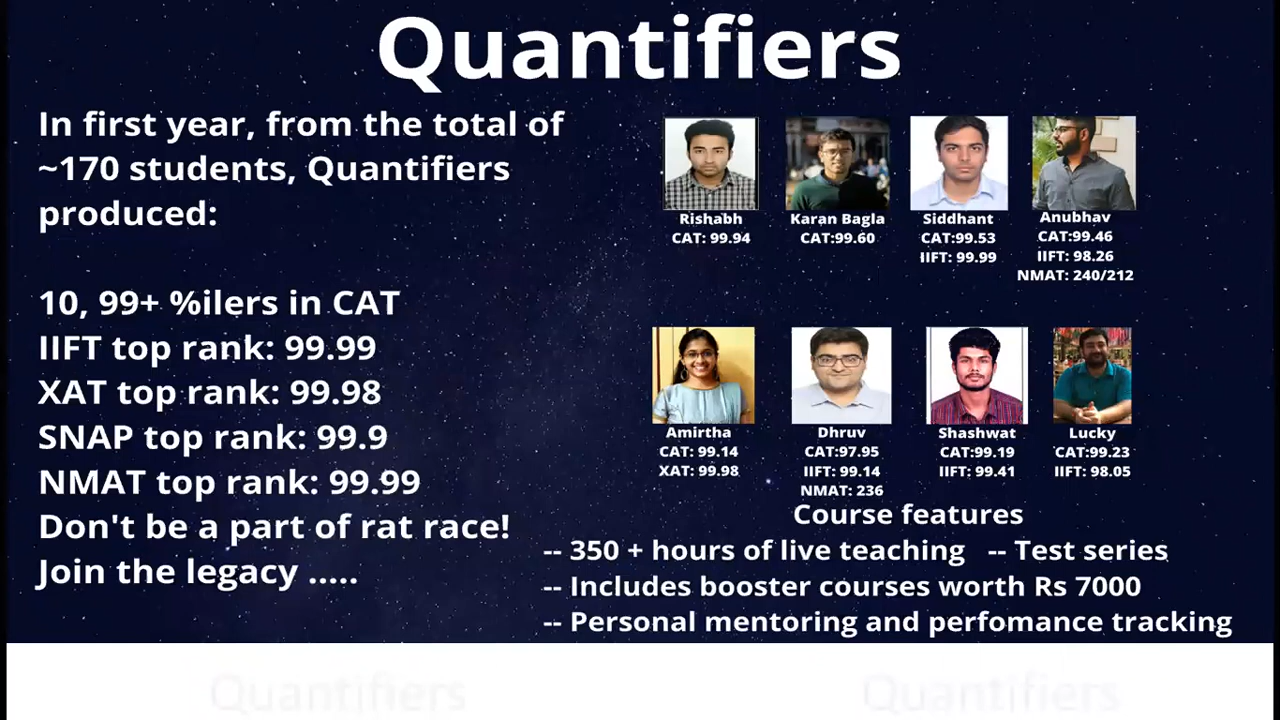 Quantifiers
In first year, from the total of
~170 students, Quantifiers
produced:
10, 99+ %ilers in CAT
IIFT top rank: 99.99
XAT top rank: 99.98
SNAP top rank: 99.9
NMAT top rank: 99.99
Don't be a part of rat race!
Join the legacy .....
Rishabh
CAT: 99.94
Karan Bagla
CAT:99.60
Siddhant
CAT:99.53
IIFT: 99.99
Anubhav
CAT:99.46
IIFT: 98.26
NMAT: 240/212
Amirtha
CAT: 99.14
XAT: 99.98
Dhruv
CAT:97.95
IIFT: 99.14
NMAT: 236
Shashwat
CAT:99.19
IIFT: 99.41
Lucky
CAT:99.23
IIFT: 98.05
Course features
-- 350 + hours of live teaching -- Test series
-- Includes booster courses worth Rs 7000
-- Personal mentoring and perfomance tracking
Quantifiers Quantifiers